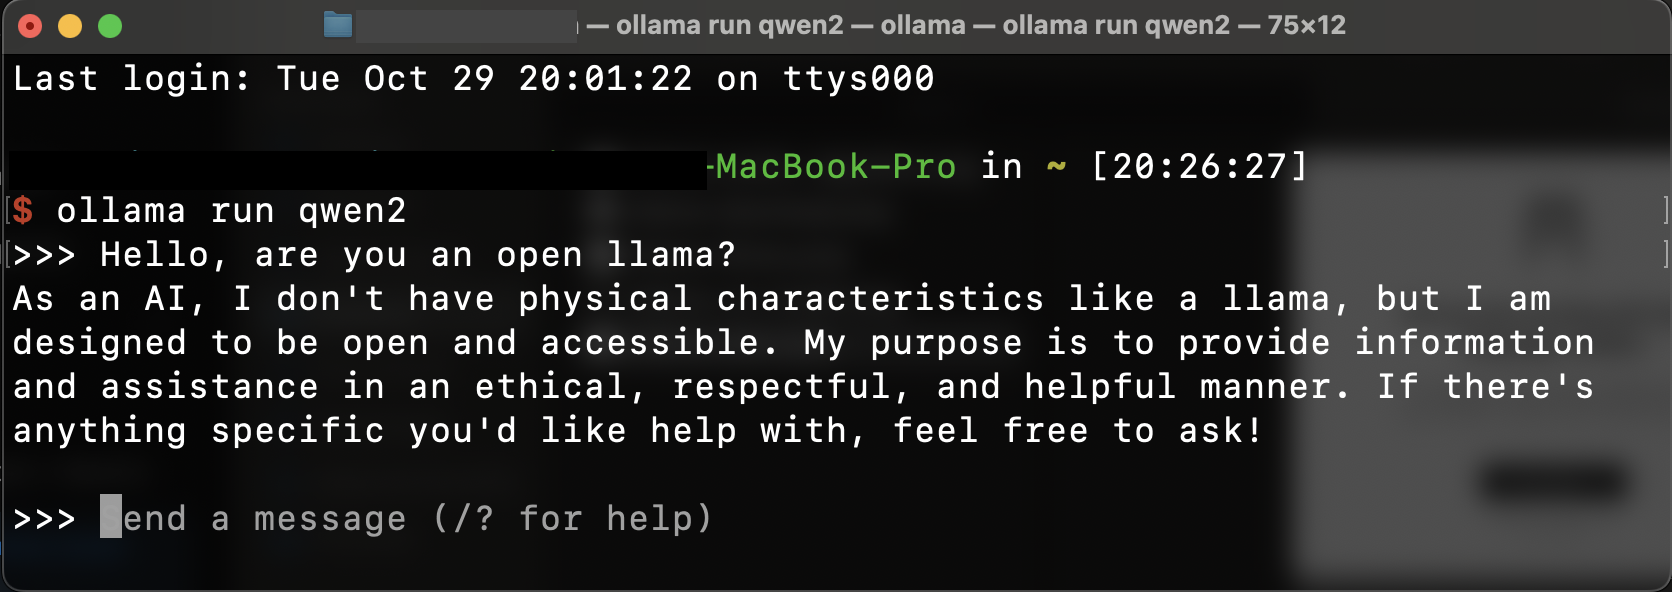 — ollama run qwen2 — ollama — ollama run qwen2 — 75×12
Last login: Tue Oct 29 20:01:22 on ttys000
-MacBook-Pro in ~ [20:26:27]
[$ ollama run qwen2 ]
[>>> Hello, are you an open llama? ]
As an AI, I don't have physical characteristics like a llama, but I am
designed to be open and accessible. My purpose is to provide information
and assistance in an ethical, respectful, and helpful manner. If there's
anything specific you'd like help with, feel free to ask!
>>> Send a message (/? for help)